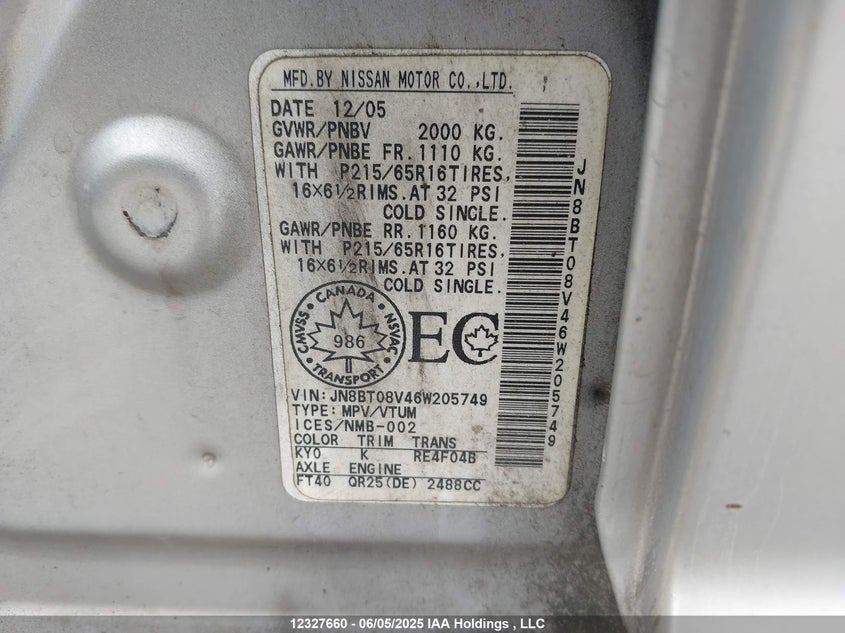 MFD.BY NISSAN MOTOR CO.,LTD.
DATE 12/05
GVWR/PNBV 2000 KG.
GAWR/PNBE FR.1110 KG.
WITH P215/65R16TIRES,
16X6½RIMS.AT 32 PSI
COLD SINGLE.
GAWR/PNBE RR.1160 KG.
WITH P215/65R16TIRES,
16X6½RIMS.AT 32 PSI
COLD SINGLE.
CANADA
CMVSS
986
NSVAC
TRANSPORT
EC
VIN:JN8BT08V46W205749
TYPE:MPV/VTUM
ICES/NMB-002
COLOR TRIM TRANS
KY0 K RE4F04B
AXLE ENGINE
FT40 QR25(DE) 2488CC
JN8BT08V46W205749
12327660 - 06/05/2025 IAA Holdings, LLC